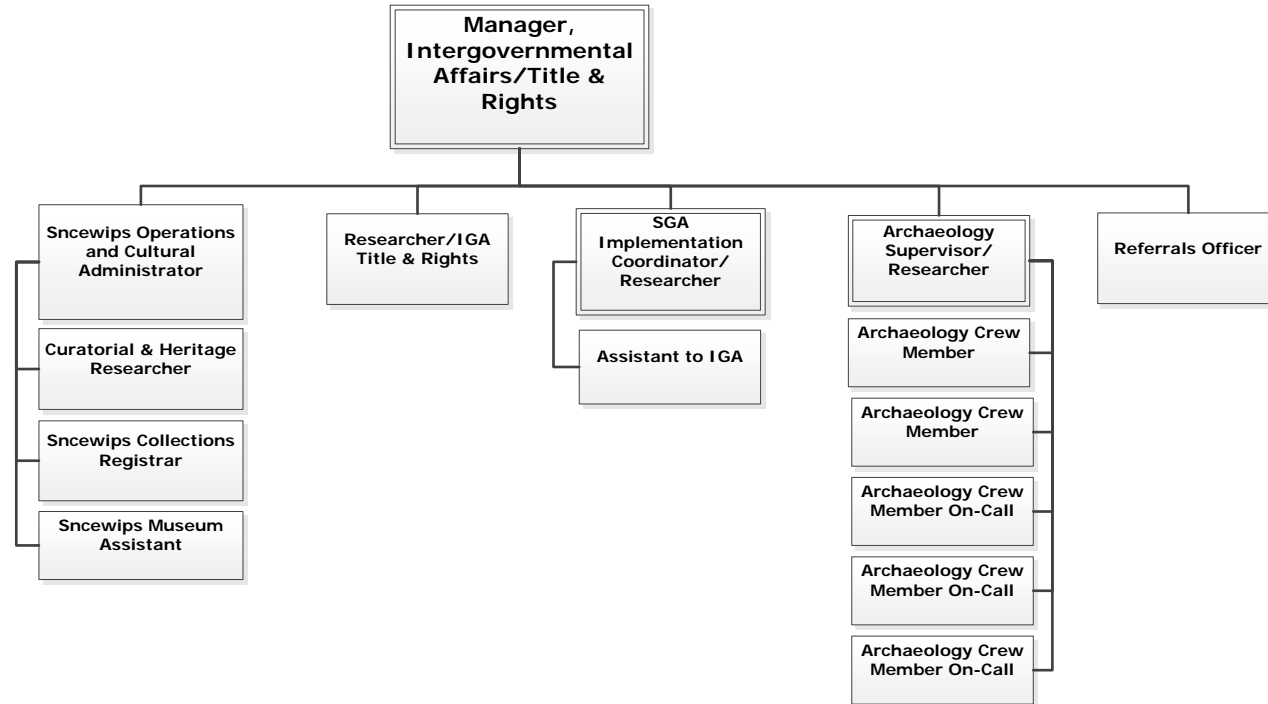 Manager,
Intergovernmental
Affairs/Title &
Rights
Sncewips Operations
and Cultural
Administrator
Curatorial & Heritage
Researcher
Sncewips Collections
Registrar
Sncewips Museum
Assistant
Researcher/IGA
Title & Rights
SGA
Implementation
Coordinator/
Researcher
Assistant to IGA
Archaeology
Supervisor/
Researcher
Archaeology Crew
Member
Archaeology Crew
Member
Archaeology Crew
Member On-Call
Archaeology Crew
Member On-Call
Archaeology Crew
Member On-Call
Referrals Officer